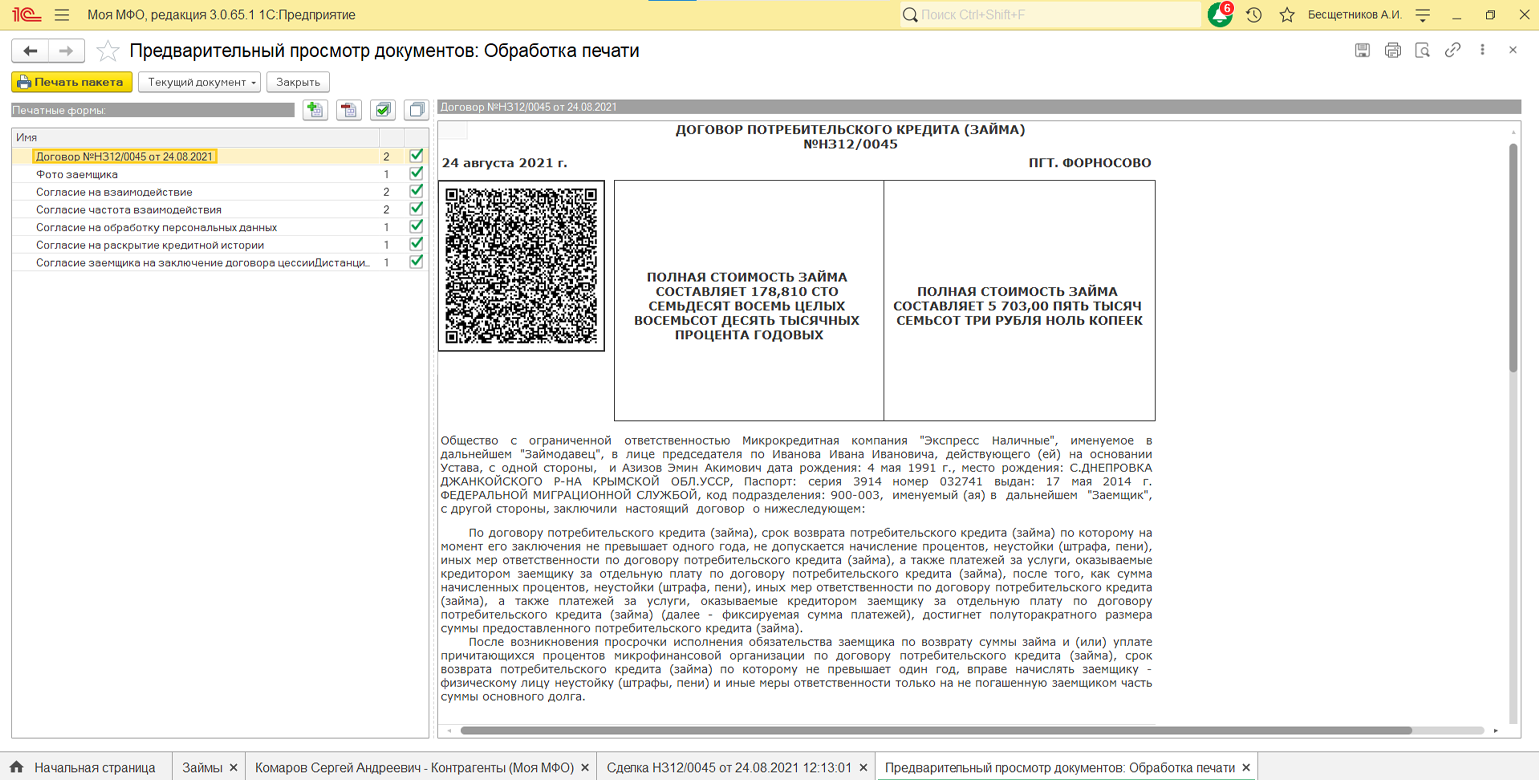 1С Моя МФО, редакция 3.0.65.1 1С:Предприятие
Поиск Ctrl+Shift+F
6
Бесщетников А.И.
Предварительный просмотр документов: Обработка печати
Печать пакета
Текущий документ
Закрыть
Печатные формы:
Имя
Договор №НЗ12/0045 от 24.08.2021 2
Фото заемщика 1
Согласие на взаимодействие 2
Согласие частота взаимодействия 2
Согласие на обработку персональных данных 1
Согласие на раскрытие кредитной истории 1
Согласие заемщика на заключение договора цессииДистанци... 1
Договор №НЗ12/0045 от 24.08.2021
ДОГОВОР ПОТРЕБИТЕЛЬСКОГО КРЕДИТА (ЗАЙМА)
№НЗ12/0045
24 августа 2021 г. ПГТ. ФОРНОСОВО
ПОЛНАЯ СТОИМОСТЬ ЗАЙМА
СОСТАВЛЯЕТ 178,810 СТО
СЕМЬДЕСЯТ ВОСЕМЬ ЦЕЛЫХ
ВОСЕМЬСОТ ДЕСЯТЬ ТЫСЯЧНЫХ
ПРОЦЕНТА ГОДОВЫХ
ПОЛНАЯ СТОИМОСТЬ ЗАЙМА
СОСТАВЛЯЕТ 5 703,00 ПЯТЬ ТЫСЯЧ
СЕМЬСОТ ТРИ РУБЛЯ НОЛЬ КОПЕЕК
Общество с ограниченной ответственностью Микрокредитная компания "Экспресс Наличные", именуемое в
дальнейшем "Займодавец", в лице председателя по Иванова Ивана Ивановича, действующего (ей) на основании
Устава, с одной стороны, и Азизов Эмин Акимович дата рождения: 4 мая 1991 г., место рождения: С.ДНЕПРОВКА
ДЖАНКОЙСКОГО Р-НА КРЫМСКОЙ ОБЛ.УССР, Паспорт: серия 3914 номер 032741 выдан: 17 мая 2014 г.
ФЕДЕРАЛЬНОЙ МИГРАЦИОННОЙ СЛУЖБОЙ, код подразделения: 900-003, именуемый (ая) в дальнейшем "Заемщик",
с другой стороны, заключили настоящий договор о нижеследующем:
По договору потребительского кредита (займа), срок возврата потребительского кредита (займа) по которому на
момент его заключения не превышает одного года, не допускается начисление процентов, неустойки (штрафа, пени),
иных мер ответственности по договору потребительского кредита (займа), а также платежей за услуги, оказываемые
кредитором заемщику за отдельную плату по договору потребительского кредита (займа), после того, как сумма
начисленных процентов, неустойки (штрафа, пени), иных мер ответственности по договору потребительского кредита
(займа), а также платежей за услуги, оказываемые кредитором заемщику за отдельную плату по договору
потребительского кредита (займа) (далее - фиксируемая сумма платежей), достигнет полуторакратного размера
суммы предоставленного потребительского кредита (займа).
После возникновения просрочки исполнения обязательства заемщика по возврату суммы займа и (или) уплате
причитающихся процентов микрофинансовой организации по договору потребительского кредита (займа), срок
возврата потребительского кредита (займа) по которому не превышает один год, вправе начислять заемщику -
физическому лицу неустойку (штрафы, пени) и иные меры ответственности только на не погашенную заемщиком часть
суммы основного долга.
Начальная страница
Займы
Комаров Сергей Андреевич - Контрагенты (Моя МФО)
Сделка НЗ12/0045 от 24.08.2021 12:13:01
Предварительный просмотр документов: Обработка печати